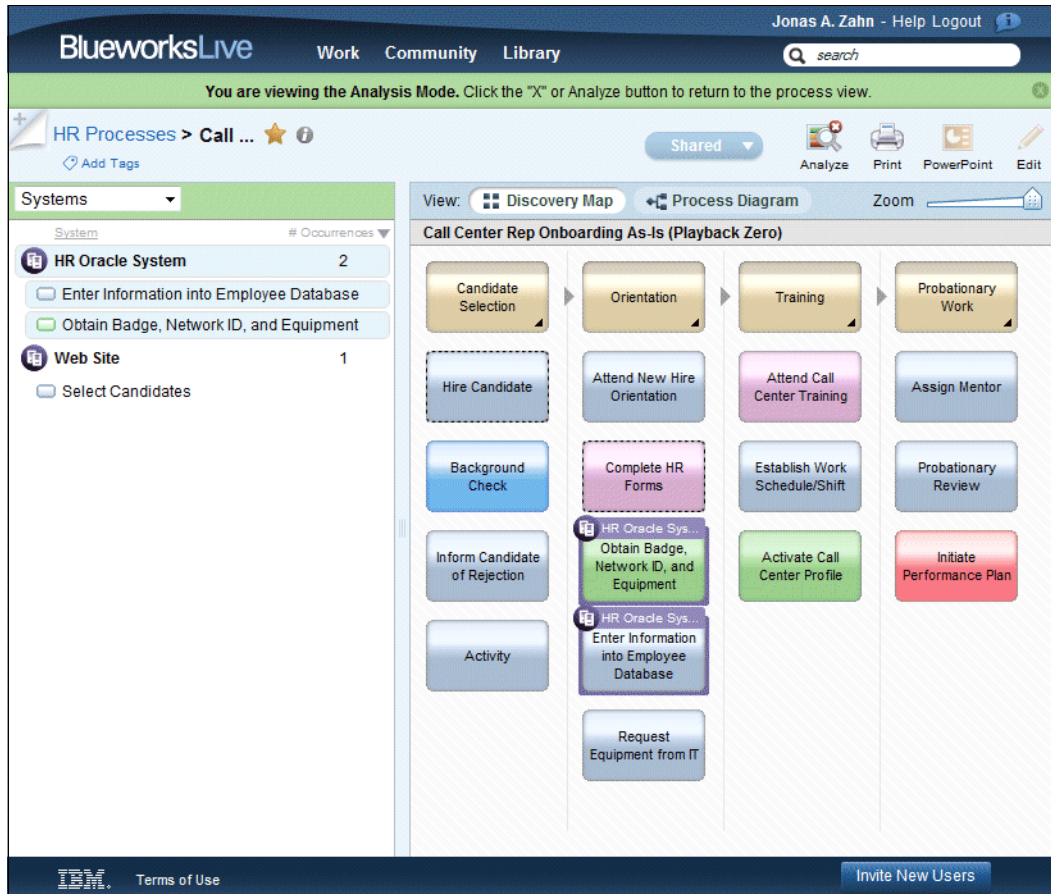 Jonas A. Zahn - Help Logout
BlueworksLive Work Community Library search
You are viewing the Analysis Mode. Click the "X" or Analyze button to return to the process view.
HR Processes > Call ...
Add Tags
Shared
Analyze Print PowerPoint Edit
Systems
System # Occurrences
HR Oracle System 2
Enter Information into Employee Database
Obtain Badge, Network ID, and Equipment
Web Site 1
Select Candidates
View: Discovery Map Process Diagram Zoom
Call Center Rep Onboarding As-Is (Playback Zero)
Candidate
Selection
Orientation
Training
Probationary
Work
Hire Candidate
Attend New Hire
Orientation
Attend Call
Center Training
Assign Mentor
Background
Check
Complete HR
Forms
Establish Work
Schedule/Shift
Probationary
Review
Inform Candidate
of Rejection
HR Oracle Sys...
Obtain Badge,
Network ID, and
Equipment
Activate Call
Center Profile
Initiate
Performance Plan
Activity
HR Oracle Sys...
Enter Information
into Employee
Database
Request
Equipment from IT
IBM. Terms of Use
Invite New Users